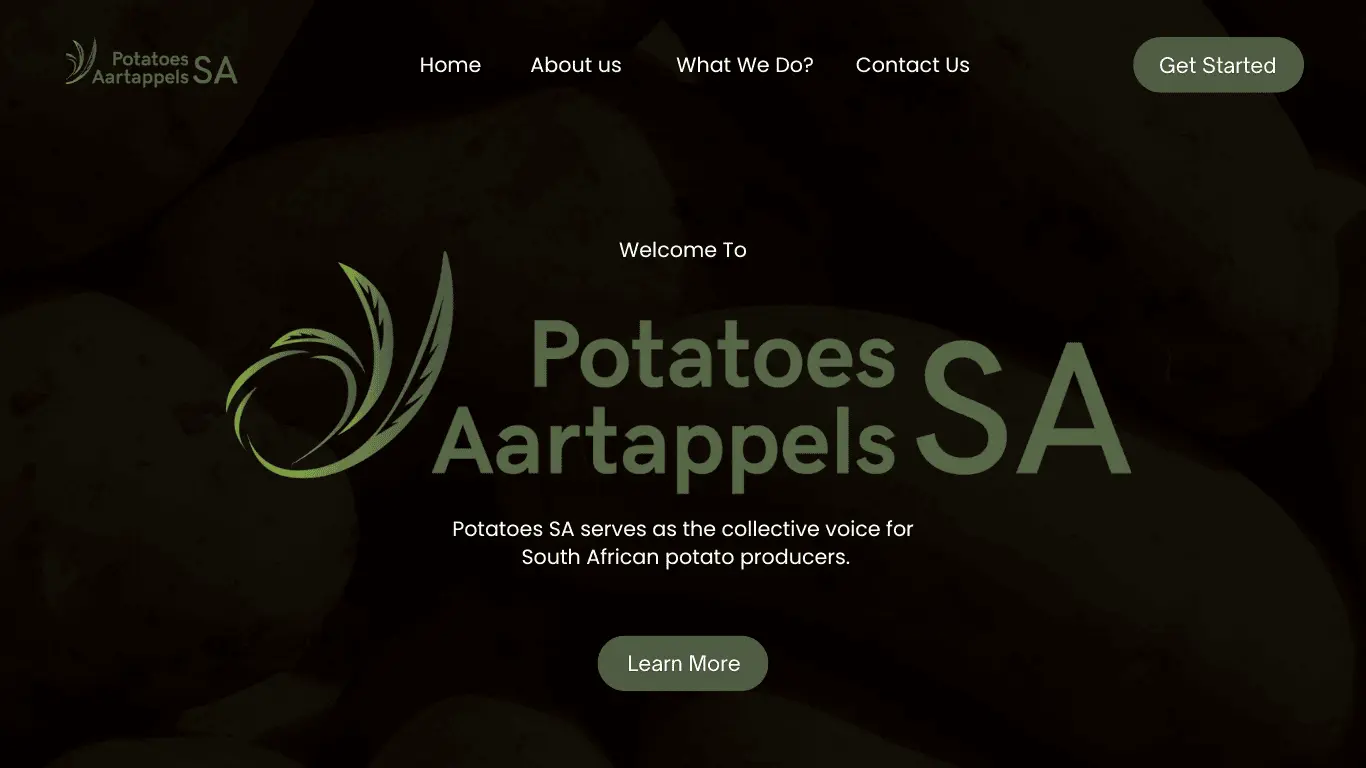 Potatoes
Aartappels SA
Home
About us
What We Do?
Contact Us
Get Started
Welcome To
Potatoes
Aartappels SA
Potatoes SA serves as the collective voice for
South African potato producers.
Learn More